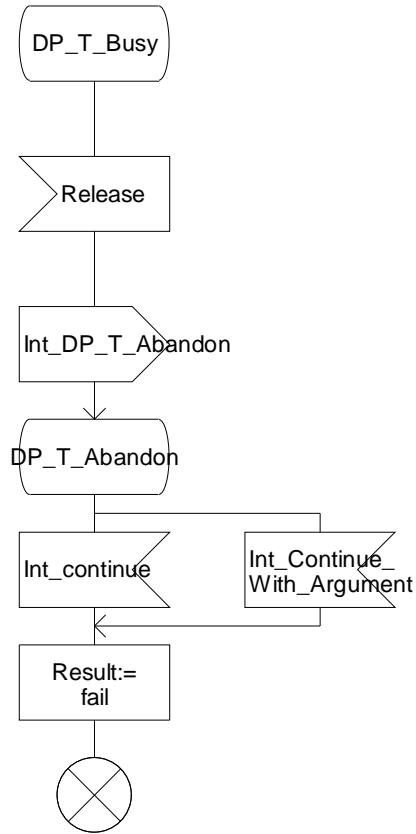 DP_T_Busy
Release
Int_DP_T_Abandon
DP_T_Abandon
Int_continue
Int_Continue_
With_Argument
Result:=
fail